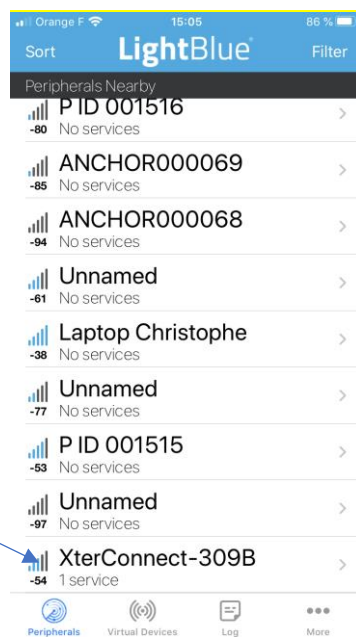 Orange F 15:05 86 %
Sort LightBlue® Filter
Peripherals Nearby
P ID 001516
-80 No services
ANCHOR000069
-85 No services
ANCHOR000068
-94 No services
Unnamed
-61 No services
Laptop Christophe
-38 No services
Unnamed
-77 No services
P ID 001515
-53 No services
Unnamed
-97 No services
XterConnect-309B
-54 1 service
Peripherals Virtual Devices Log More